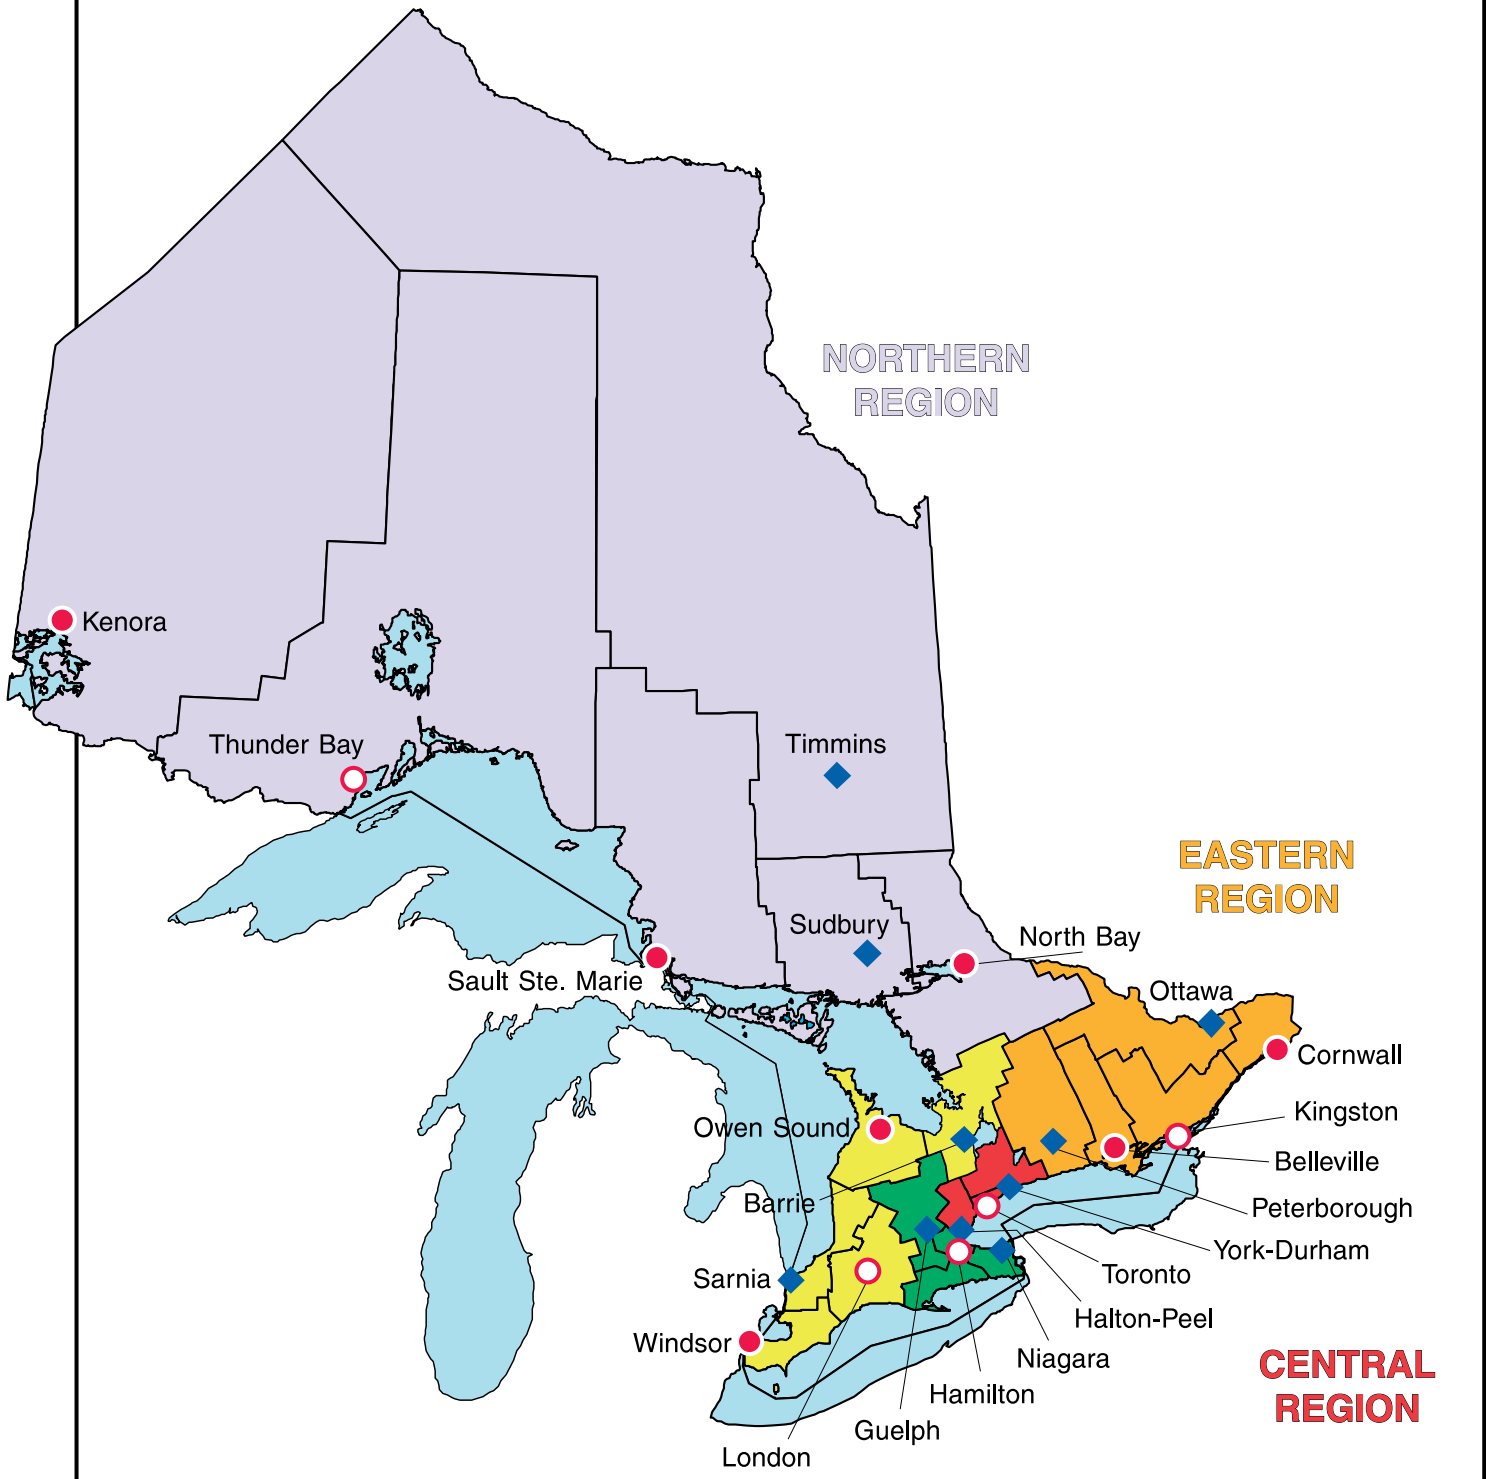 NORTHERN
REGION
Kenora
Thunder Bay
Timmins
EASTERN
REGION
Sudbury
North Bay
Sault Ste. Marie
Ottawa
Cornwall
Kingston
Owen Sound
Belleville
Barrie
Peterborough
York-Durham
Sarnia
Toronto
Halton-Peel
Windsor
Niagara
CENTRAL
REGION
Hamilton
Guelph
London